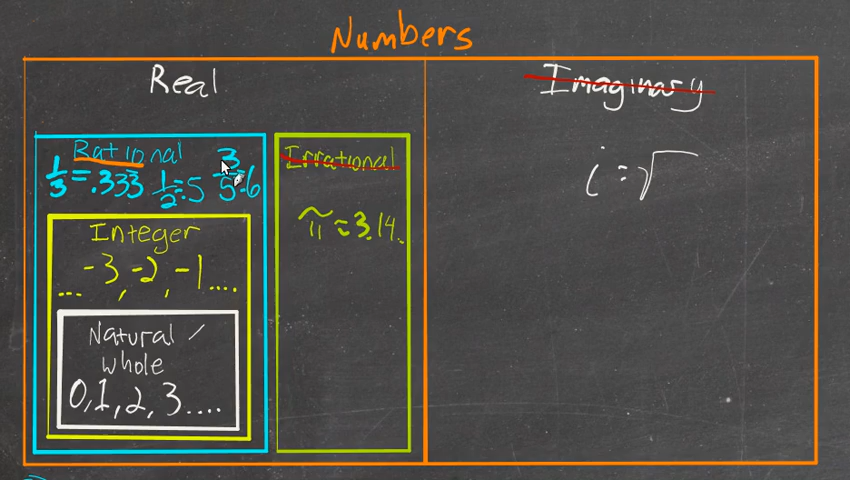 Numbers
Real
Imaginary
Rational
1/3 = .333
1/2 = .5
3/5 = .6
Irrational
π ≈ 3.14..
i = √
Integer
... -3, -2, -1 ....
Natural /
whole
0, 1, 2, 3 ....